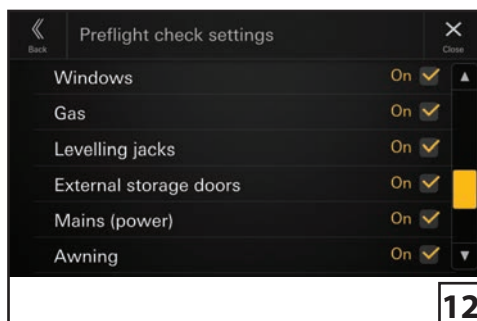 Preflight check settings
Back
Close
Windows On
Gas On
Levelling jacks On
External storage doors On
Mains (power) On
Awning On
12